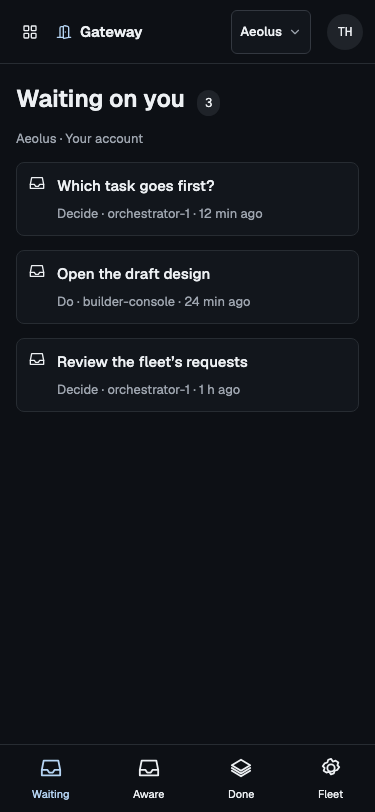 Gateway
Aeolus
TH
Waiting on you 3
Aeolus · Your account
Which task goes first?
Decide · orchestrator-1 · 12 min ago
Open the draft design
Do · builder-console · 24 min ago
Review the fleet's requests
Decide · orchestrator-1 · 1 h ago
Waiting
Aware
Done
Fleet